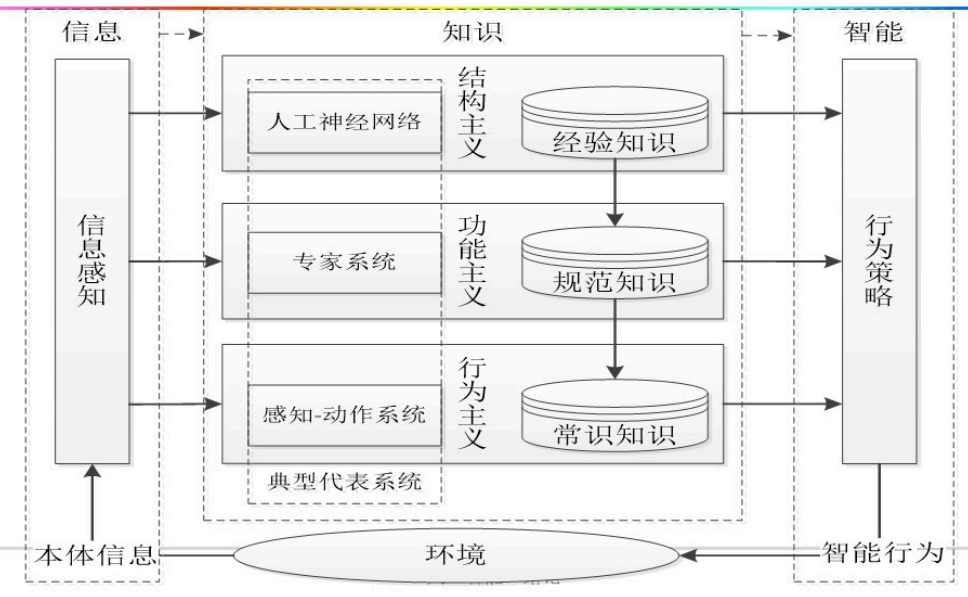 信息
知识
智能
信息感知
人工神经网络
结构主义
经验知识
专家系统
功能主义
规范知识
感知-动作系统
行为主义
常识知识
典型代表系统
行为策略
本体信息
环境
智能行为